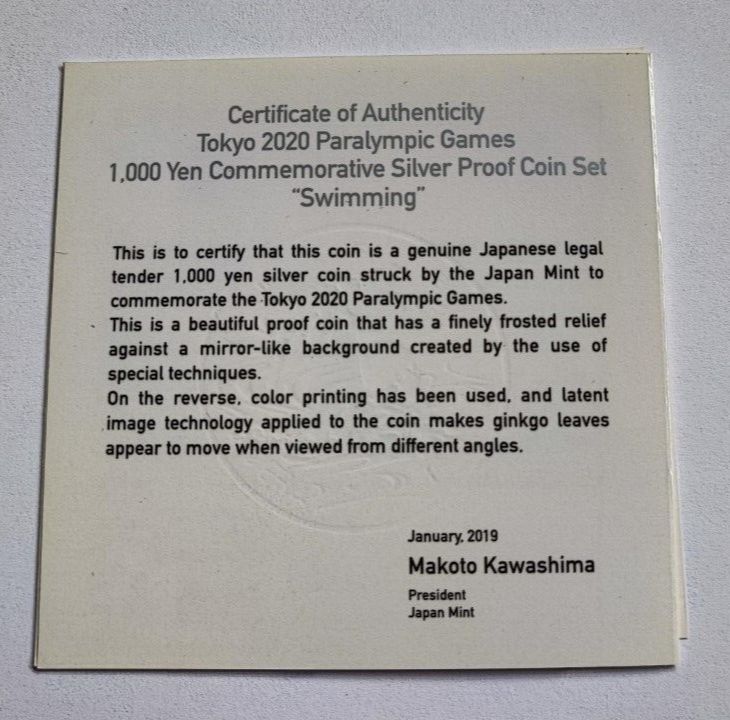 Certificate of Authenticity
Tokyo 2020 Paralympic Games
1,000 Yen Commemorative Silver Proof Coin Set
“Swimming”
This is to certify that this coin is a genuine Japanese legal
tender 1,000 yen silver coin struck by the Japan Mint to
commemorate the Tokyo 2020 Paralympic Games.
This is a beautiful proof coin that has a finely frosted relief
against a mirror-like background created by the use of
special techniques.
On the reverse, color printing has been used, and latent
image technology applied to the coin makes ginkgo leaves
appear to move when viewed from different angles.
January, 2019
Makoto Kawashima
President
Japan Mint